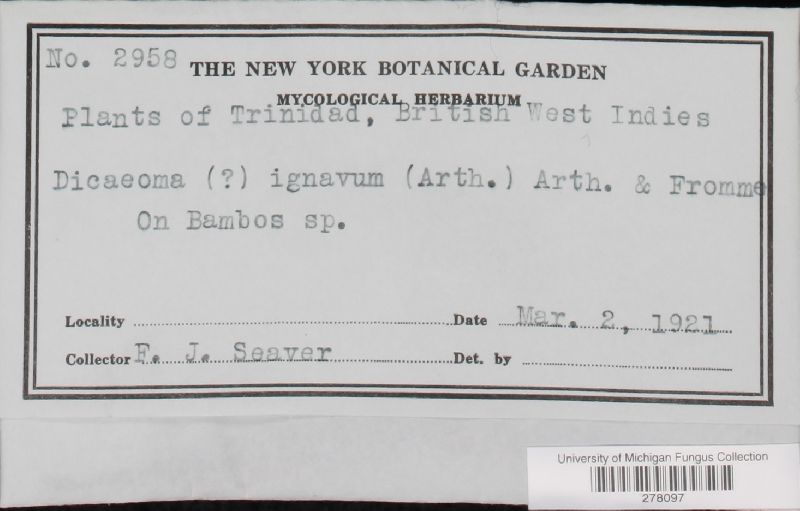 No. 2958
THE NEW YORK BOTANICAL GARDEN
MYCOLOGICAL HERBARIUM
Plants of Trinidad, British West Indies
Dicaeoma (?) ignavum (Arth.) Arth. & Fromme
On Bambos sp.
Locality Date Mar. 2, 1921
Collector F. J. Seaver Det. by
University of Michigan Fungus Collection
278097